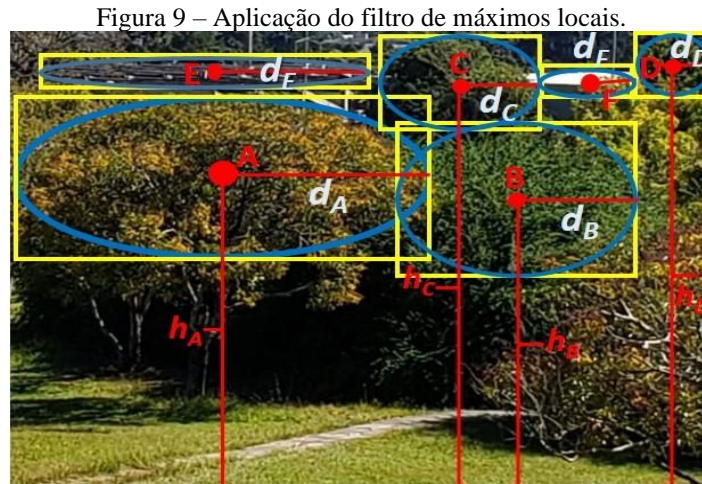 Figura 9 – Aplicação do filtro de máximos locais.
d_F
d_D
E
d_E
C
D
F
d_C
A
d_A
B
d_B
h_C
h_A
h_B